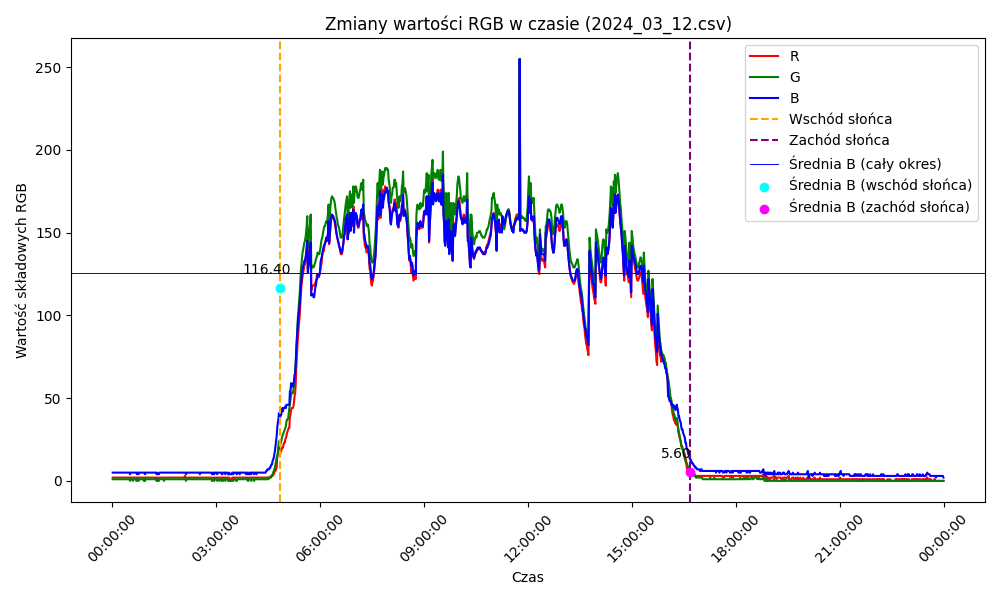 Zmiany wartości RGB w czasie (2024_03_12.csv)
Wartość składowych RGB
250
200
150
100
50
0
R
G
B
Wschód słońca
Zachód słońca
Średnia B (cały okres)
Średnia B (wschód słońca)
Średnia B (zachód słońca)
116.40
5.60
00:00:00
03:00:00
06:00:00
09:00:00
12:00:00
15:00:00
18:00:00
21:00:00
00:00:00
Czas